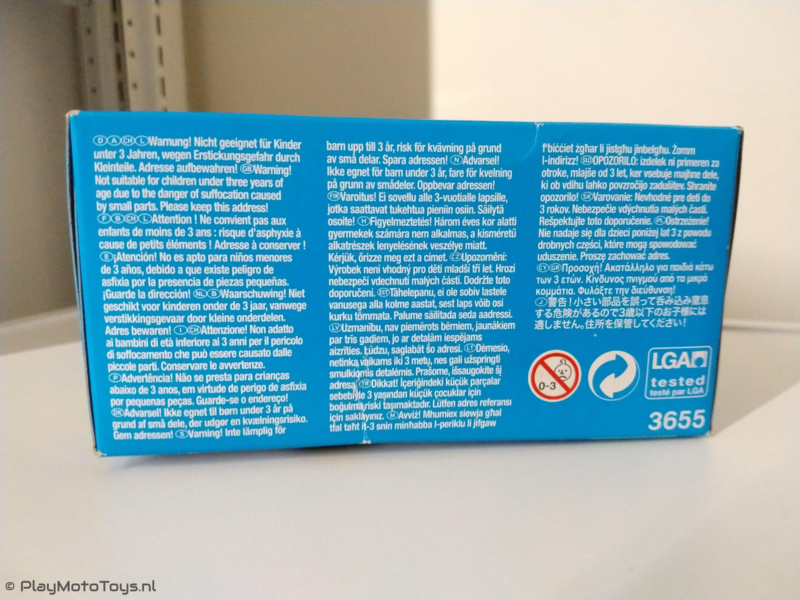 D A CH L Warnung! Nicht geeignet für Kinder
unter 3 Jahren, wegen Erstickungsgefahr durch
Kleinteile. Adresse aufbewahren! GB Warning!
Not suitable for children under three years of
age due to the danger of suffocation caused
by small parts. Please keep this address!
F B CH L Attention ! Ne convient pas aux
enfants de moins de 3 ans : risque d'asphyxie à
cause de petits éléments ! Adresse à conserver !
E ¡Atención! No es apto para niños menores
de 3 años, debido a que existe peligro de
asfixia por la presencia de piezas pequeñas.
¡Guarde la dirección! NL B Waarschuwing! Niet
geschikt voor kinderen onder de 3 jaar, vanwege
verstikkingsgevaar door kleine onderdelen.
Adres bewaren! I CH Attenzione! Non adatto
ai bambini di età inferiore ai 3 anni per il pericolo
di soffocamento che può essere causato dalle
piccole parti. Conservare le avvertenze.
P Advertência! Não se presta para crianças
abaixo de 3 anos, em virtude de perigo de asfixia
por pequenas peças. Guarde-se o endereço!
DK Advarsel! Ikke egnet til børn under 3 år på
grund af små dele, der udgør en kvælningsrisiko.
Gem adressen! S Varning! Inte lämplig för
barn upp till 3 år, risk för kvävning på grund
av små delar. Spara adressen! N Advarsel!
Ikke egnet for barn under 3 år, fare for kvelning
på grunn av smådeler. Oppbevar adressen!
FIN Varoitus! Ei sovellu alle 3-vuotialle lapsille,
jotka saattavat tukehtua pieniin osiin. Säilytä
osoite! H Figyelmeztetés! Három éves kor alatti
gyermekek számára nem alkalmas, a kisméretű
alkatrészek lenyelésének veszélye miatt.
Kérjük, őrizze meg ezt a címet. CZ Upozornění:
Výrobek není vhodný pro děti mladší tří let. Hrozí
nebezpečí vdechnutí malých částí. Dodržte toto
doporučení. EST Tähelepanu, ei ole sobiv lastele
vanusega alla kolme aastat, sest laps võib osi
kurku tõmmata. Palume säilitada seda aadressi.
LV Uzmanību, nav piemērots bērniem, jaunākiem
par trīs gadiem, jo ar detaļām iespējams
aizrīties. Lūdzu, saglabāt šo adresi. LT Dėmesio,
netinka vaikams iki 3 metų, nes gali užspringti
smulkiomis detalėmis. Prašome, išsaugokite šį
adresą. TR Dikkat! İçeriğindeki küçük parçalar
sebebiyle 3 yaşından küçük çocuklar için
boğulma riski taşımaktadır. Lütfen adres referansı
için saklayınız. M Avviż! Mhumiex siewja għal
tfal taħt it-3 snin minħabba l-periklu li jifgaw
f'biċċiet żgħar li jistgħu jinbelgħu. Żomm
l-indirizz! SLO OPOZORILO: izdelek ni primeren za
otroke, mlajše od 3 let, ker vsebuje majhne dele,
ki ob vdihu lahko povzročijo zadušitev. Shranite
opozorilo! SK Varovanie: Nevhodné pre deti do
3 rokov. Nebezpečie vdýchnutia malých častí.
Rešpektujte toto doporučenie. PL Ostrzeżenie!
Nie nadaje się dla dzieci poniżej lat 3 z powodu
drobnych części, które mogą spowodować
uduszenie. Proszę zachować adres.
CY GR Προσοχή! Ακατάλληλο για παιδιά κάτω
των 3 ετών. Κίνδυνος πνιγμού από τα μικρά
κομμάτια. Φυλάξτε την διεύθυνση!
J 警告！小さい部品を誤って呑み込み窒息
する危険があるので3歳以下のお子様には
適しません。住所を保管してください！
0-3
LGA
tested
testé par LGA
3655
© PlayMotoToys.nl